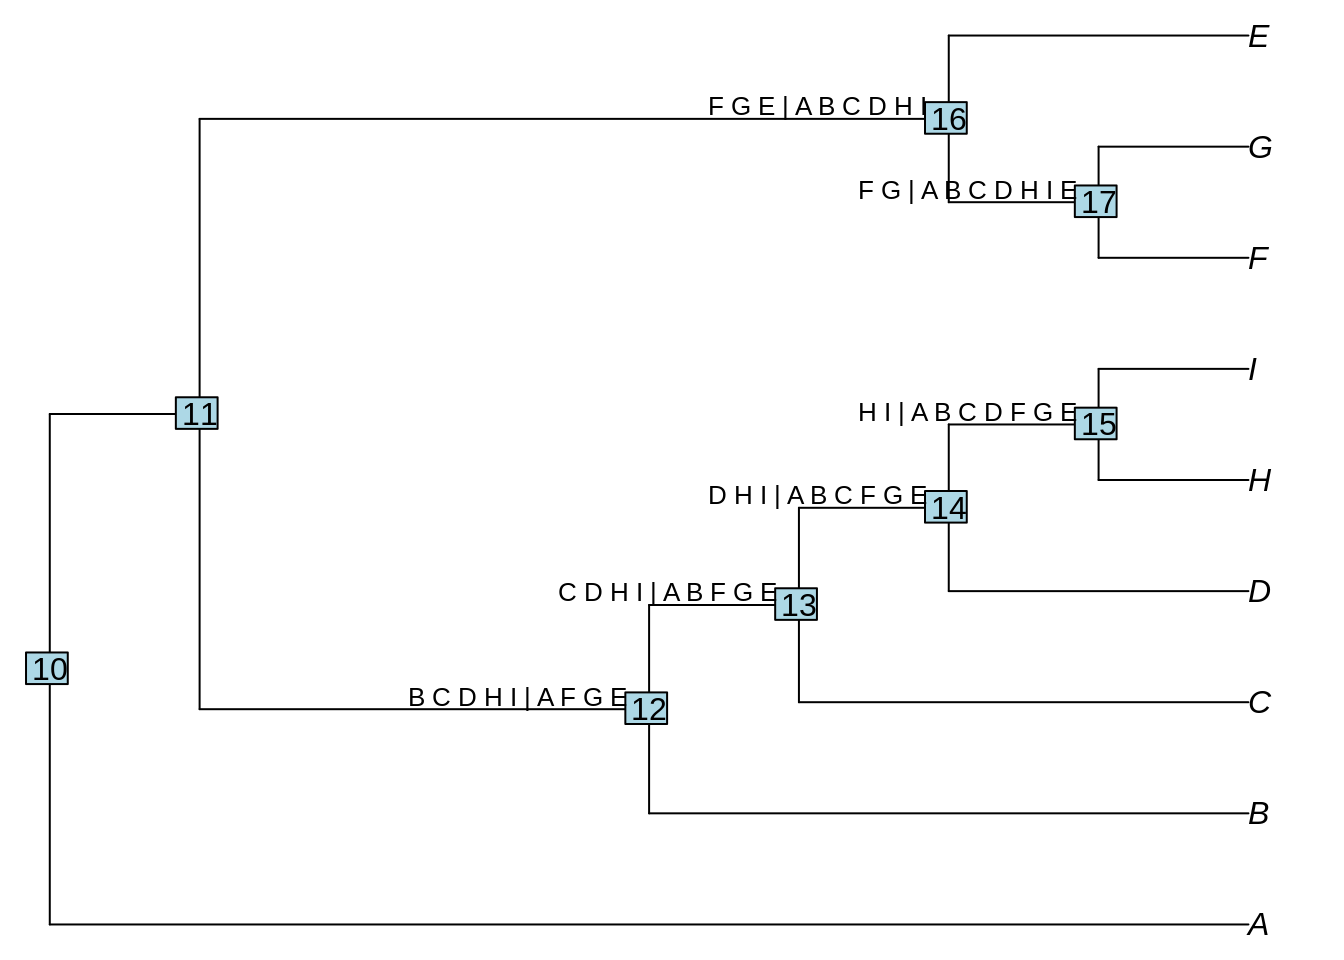 E
F G E | A B C D H I
16
G
F G | A B C D H I E
17
F
I
H I | A B C D F G E
11
15
H
D H I | A B C F G E
14
D
C D H I | A B F G E
13
10
B C D H I | A F G E
12
C
B
A